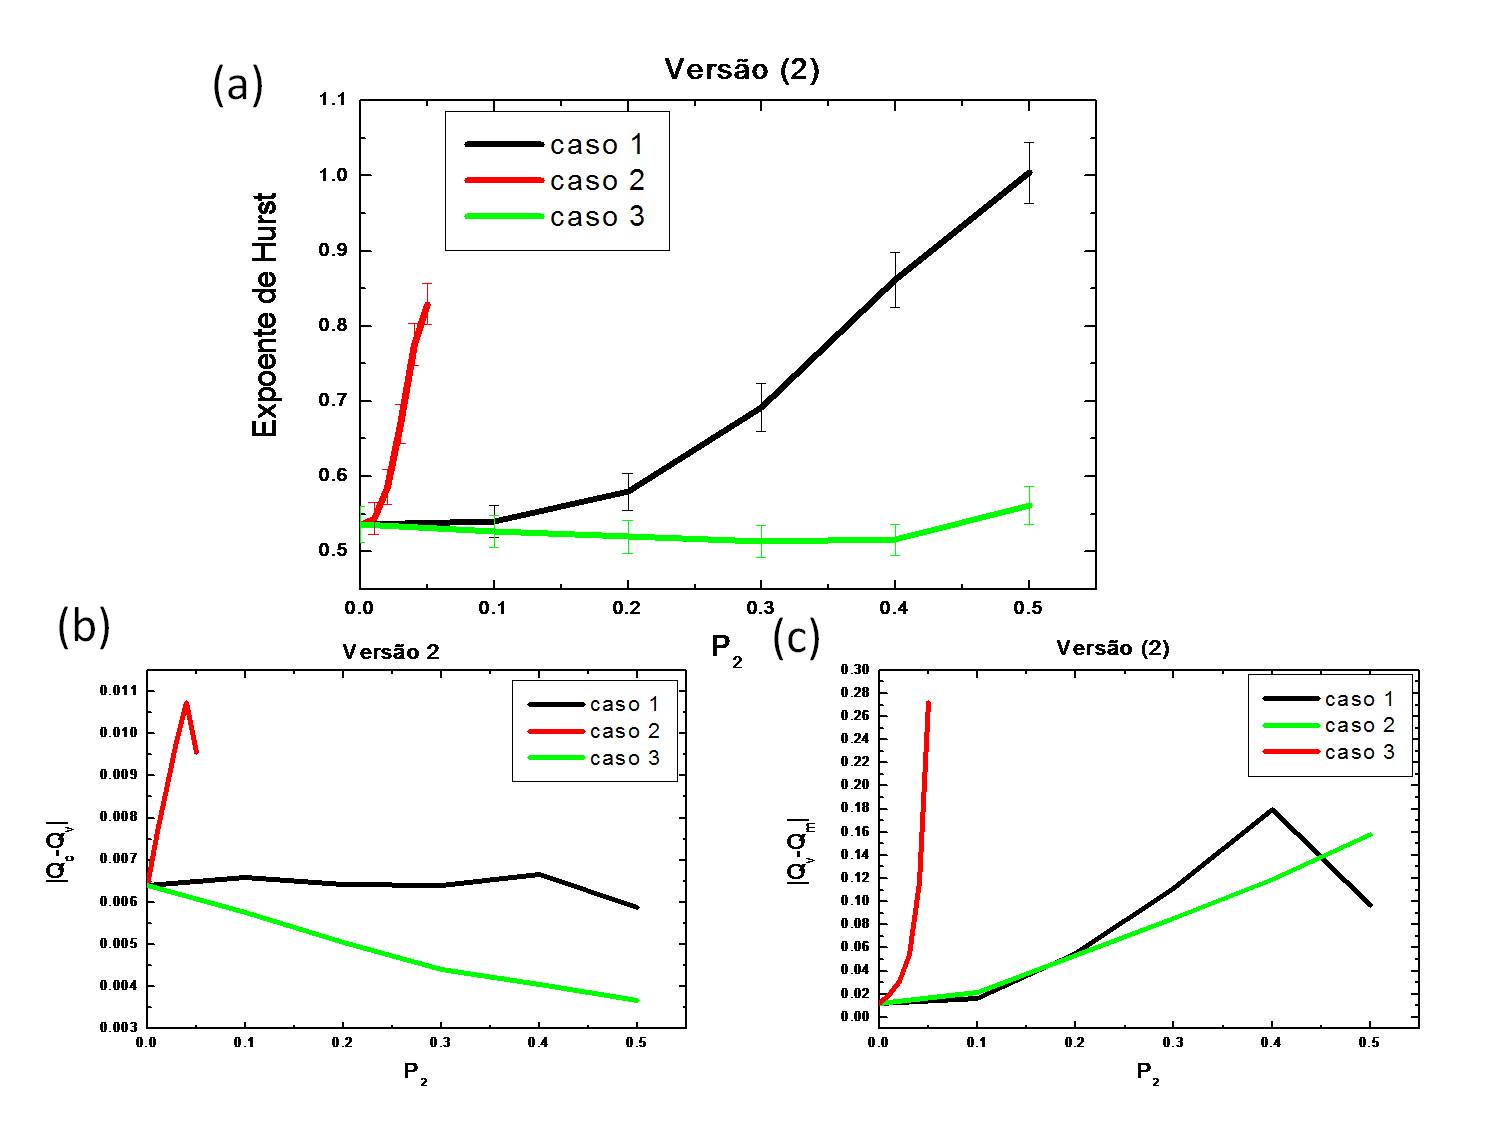 (a)
Versão (2)
caso 1
caso 2
caso 3
Expoente de Hurst
1.1
1.0
0.9
0.8
0.7
0.6
0.5
0.0 0.1 0.2 0.3 0.4 0.5
P2
(b)
Versão 2
caso 1
caso 2
caso 3
|Qc-Qv|
0.011
0.010
0.009
0.008
0.007
0.006
0.005
0.004
0.003
0.0 0.1 0.2 0.3 0.4 0.5
P2
(c)
Versão (2)
caso 1
caso 2
caso 3
|Qv-Qm|
0.30
0.28
0.26
0.24
0.22
0.20
0.18
0.16
0.14
0.12
0.10
0.08
0.06
0.04
0.02
0.00
0.0 0.1 0.2 0.3 0.4 0.5
P2